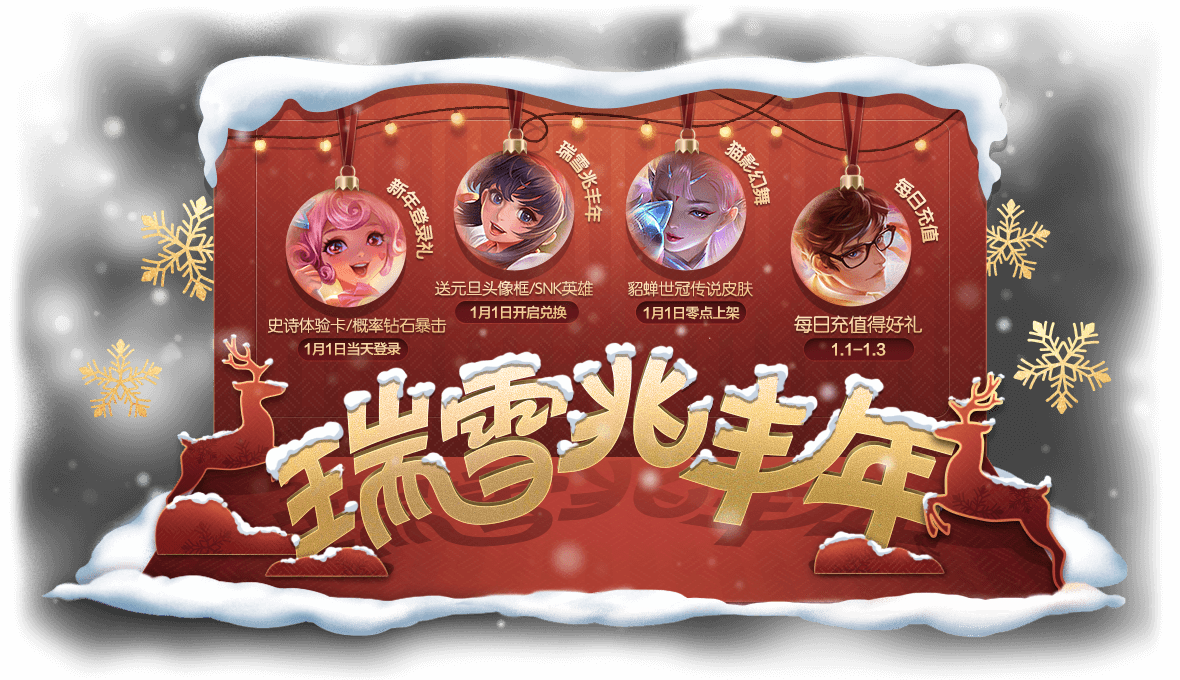 新年登录礼
史诗体验卡/概率钻石暴击
1月1日当天登录
瑞雪兆丰年
送元旦头像框/SNK英雄
1月1日开启兑换
猫影幻舞
貂蝉世冠传说皮肤
1月1日零点上架
每日充值
每日充值得好礼
1.1-1.3
瑞雪兆丰年